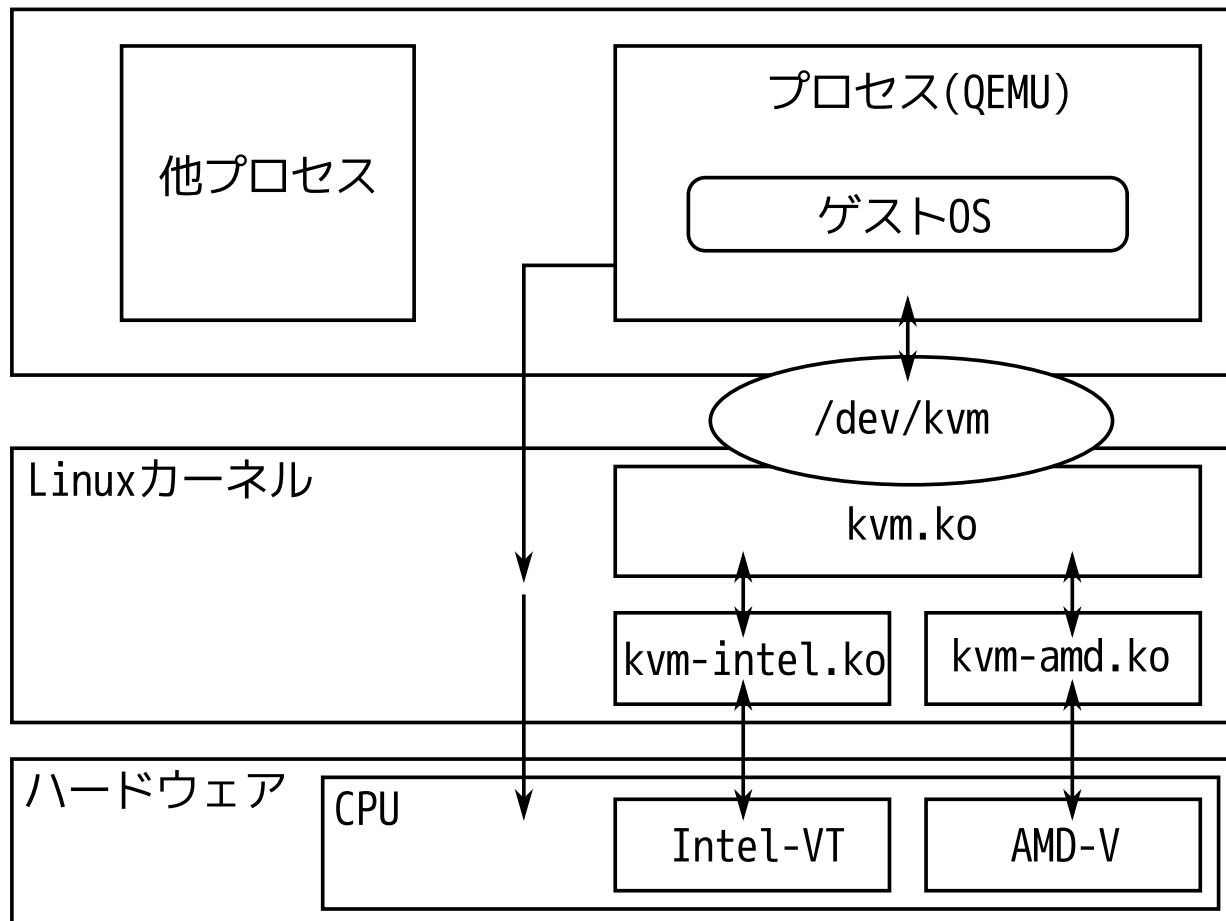 プロセス(QEMU)
他プロセス
ゲストOS
/dev/kvm
Linuxカーネル
kvm.ko
kvm-intel.ko
kvm-amd.ko
ハードウェア
CPU
Intel-VT
AMD-V